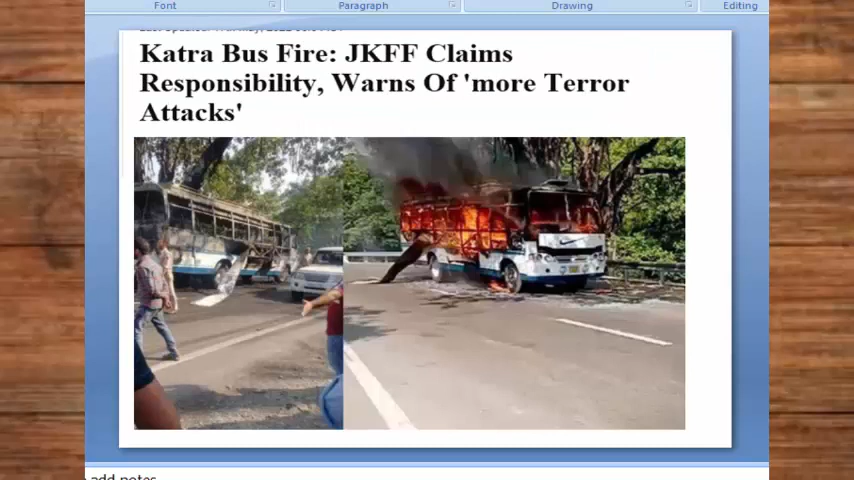 Font Paragraph Drawing Editing
Katra Bus Fire: JKFF Claims
Responsibility, Warns Of 'more Terror
Attacks'
add notes